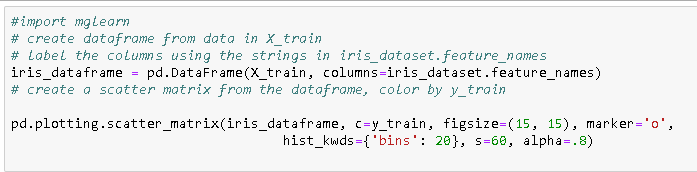 #import mglearn
# create dataframe from data in X_train
# label the columns using the strings in iris_dataset.feature_names
iris_dataframe = pd.DataFrame(X_train, columns=iris_dataset.feature_names)
# create a scatter matrix from the dataframe, color by y_train
pd.plotting.scatter_matrix(iris_dataframe, c=y_train, figsize=(15, 15), marker='o',
hist_kwds={'bins': 20}, s=60, alpha=.8)